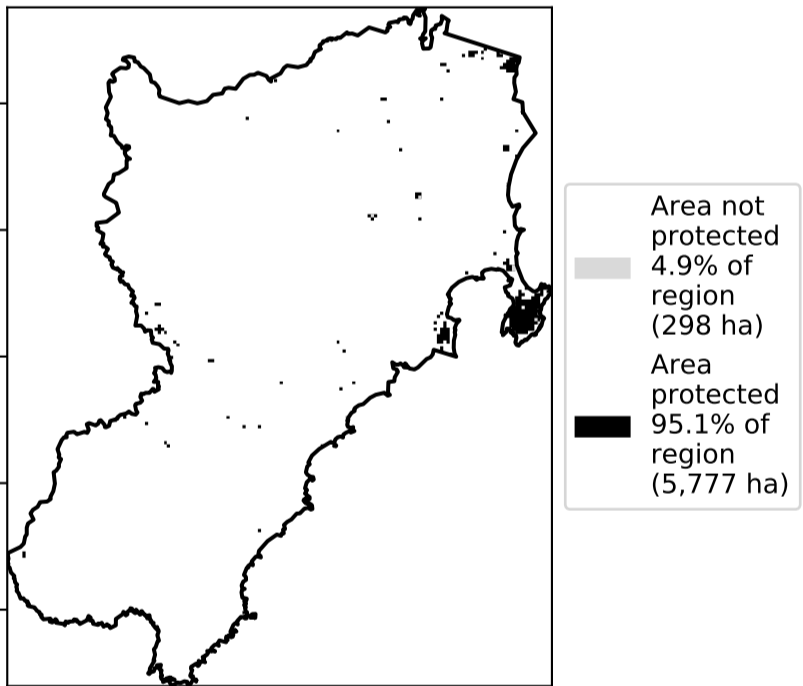 Area not
protected
4.9% of
region
(298 ha)
Area
protected
95.1% of
region
(5,777 ha)